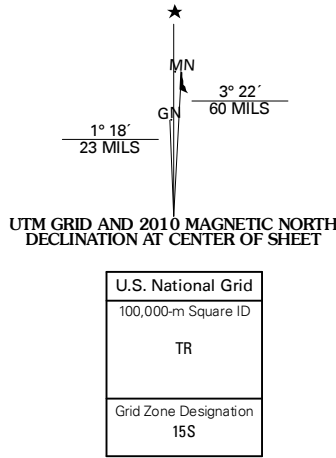 ★
MN
3° 22´
60 MILS
GN
1° 18´
23 MILS
UTM GRID AND 2010 MAGNETIC NORTH
DECLINATION AT CENTER OF SHEET
U.S. National Grid
100,000-m Square ID
TR
Grid Zone Designation
15S